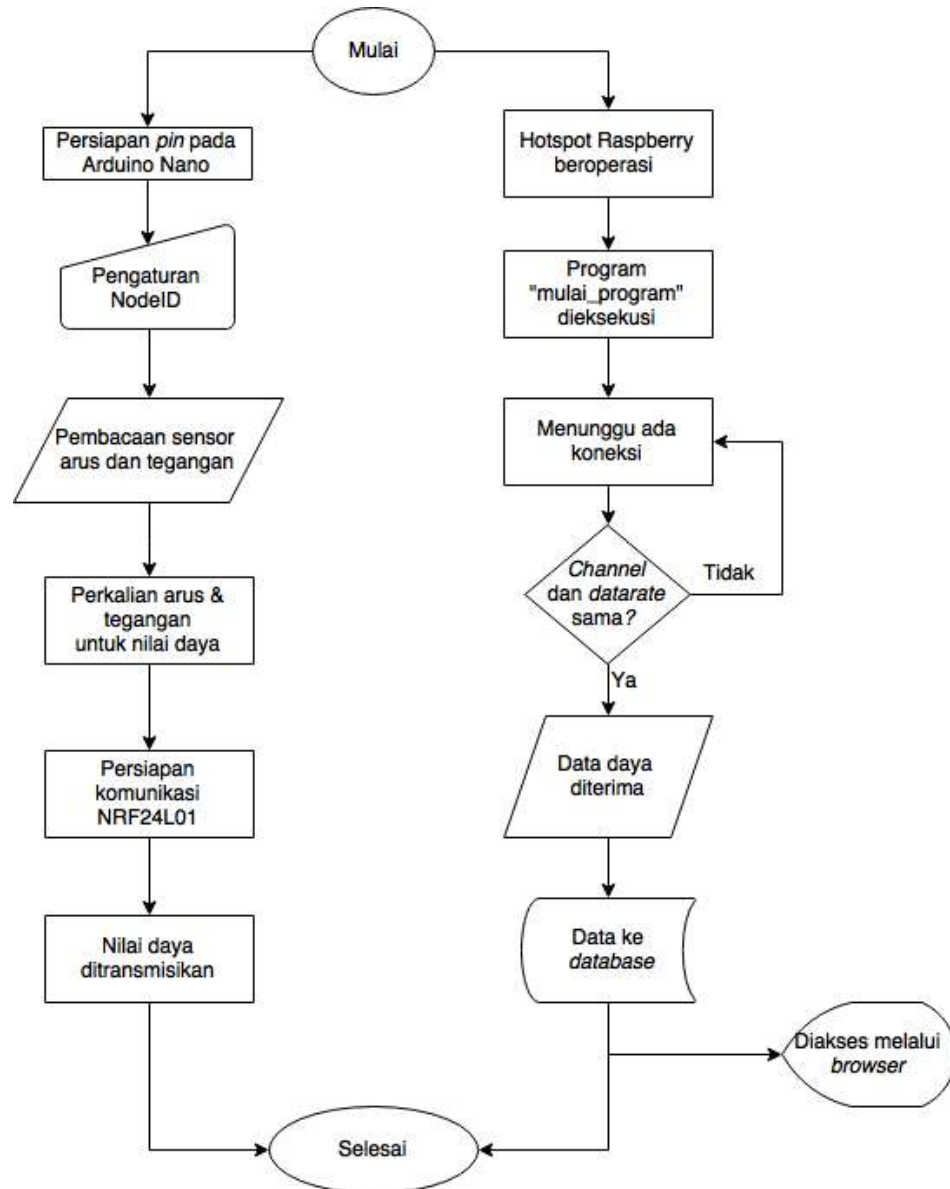 Mulai
Persiapan pin pada
Arduino Nano
Pengaturan
NodeID
Pembacaan sensor
arus dan tegangan
Perkalian arus &
tegangan
untuk nilai daya
Persiapan
komunikasi
NRF24L01
Nilai daya
ditransmisikan
Hotspot Raspberry
beroperasi
Program
"mulai_program"
dieksekusi
Menunggu ada
koneksi
Channel
dan datarate
sama?
Tidak
Ya
Data daya
diterima
Data ke
database
Diakses melalui
browser
Selesai